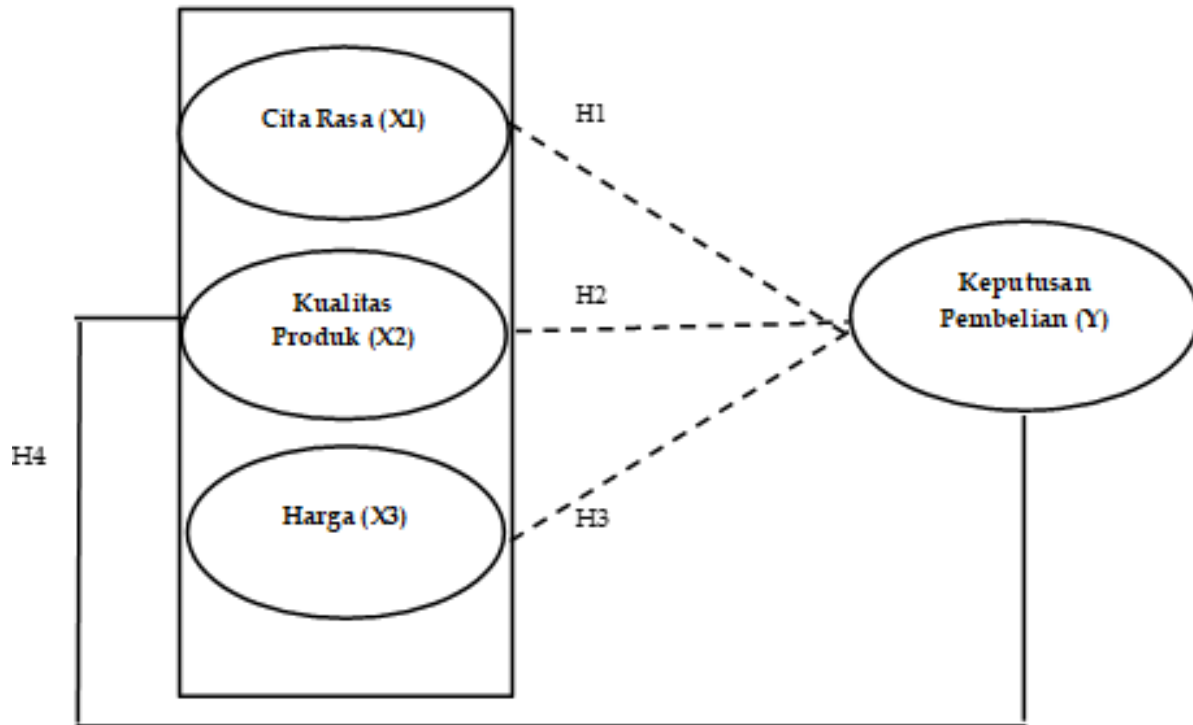 Cita Rasa (X1)
H1
Kualitas
Produk (X2)
H2
Keputusan
Pembelian (Y)
H4
Harga (X3)
H3